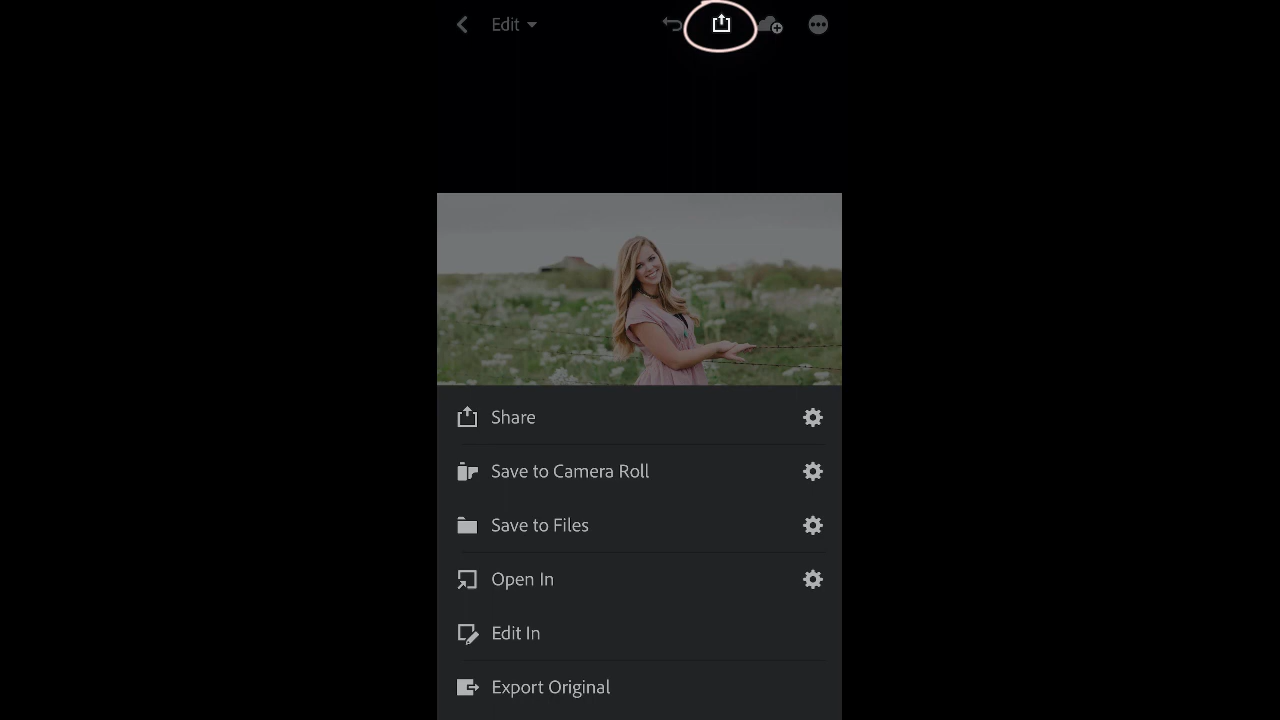 Edit
Share
Save to Camera Roll
Save to Files
Open In
Edit In
Export Original